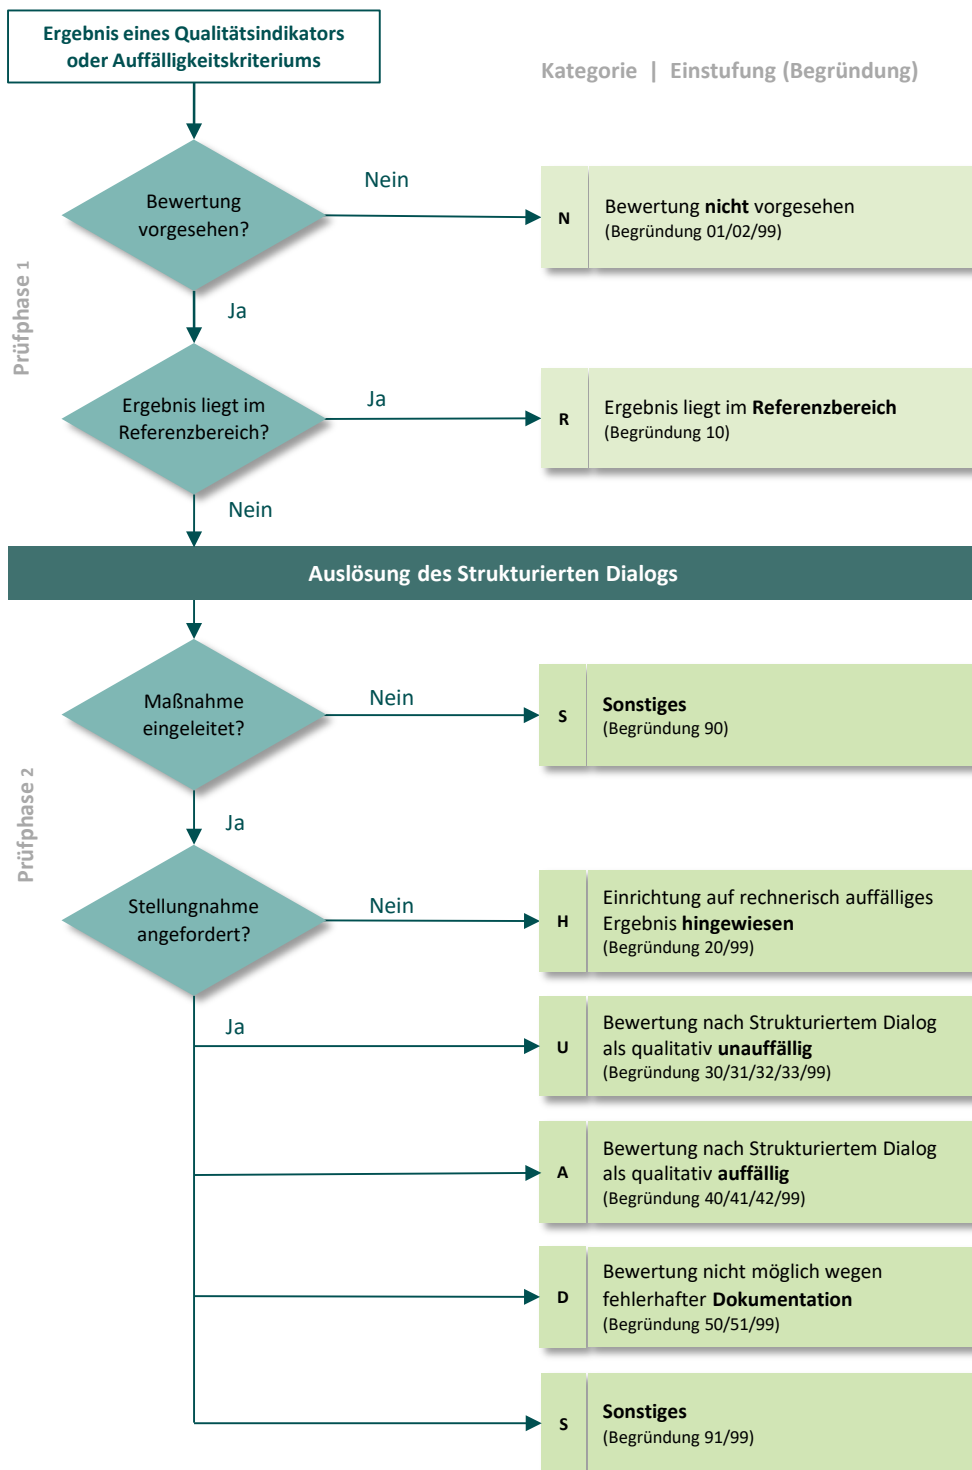 Ergebnis eines Qualitätsindikators
oder Auffälligkeitskriteriums
Kategorie | Einstufung (Begründung)
Prüfphase 1
Bewertung
vorgesehen?
Nein
N
Bewertung nicht vorgesehen
(Begründung 01/02/99)
Ja
Ergebnis liegt im
Referenzbereich?
Ja
R
Ergebnis liegt im Referenzbereich
(Begründung 10)
Nein
Auslösung des Strukturierten Dialogs
Prüfphase 2
Maßnahme
eingeleitet?
Nein
S
Sonstiges
(Begründung 90)
Ja
Stellungnahme
angefordert?
Nein
H
Einrichtung auf rechnerisch auffälliges
Ergebnis hingewiesen
(Begründung 20/99)
Ja
U
Bewertung nach Strukturiertem Dialog
als qualitativ unauffällig
(Begründung 30/31/32/33/99)
A
Bewertung nach Strukturiertem Dialog
als qualitativ auffällig
(Begründung 40/41/42/99)
D
Bewertung nicht möglich wegen
fehlerhafter Dokumentation
(Begründung 50/51/99)
S
Sonstiges
(Begründung 91/99)